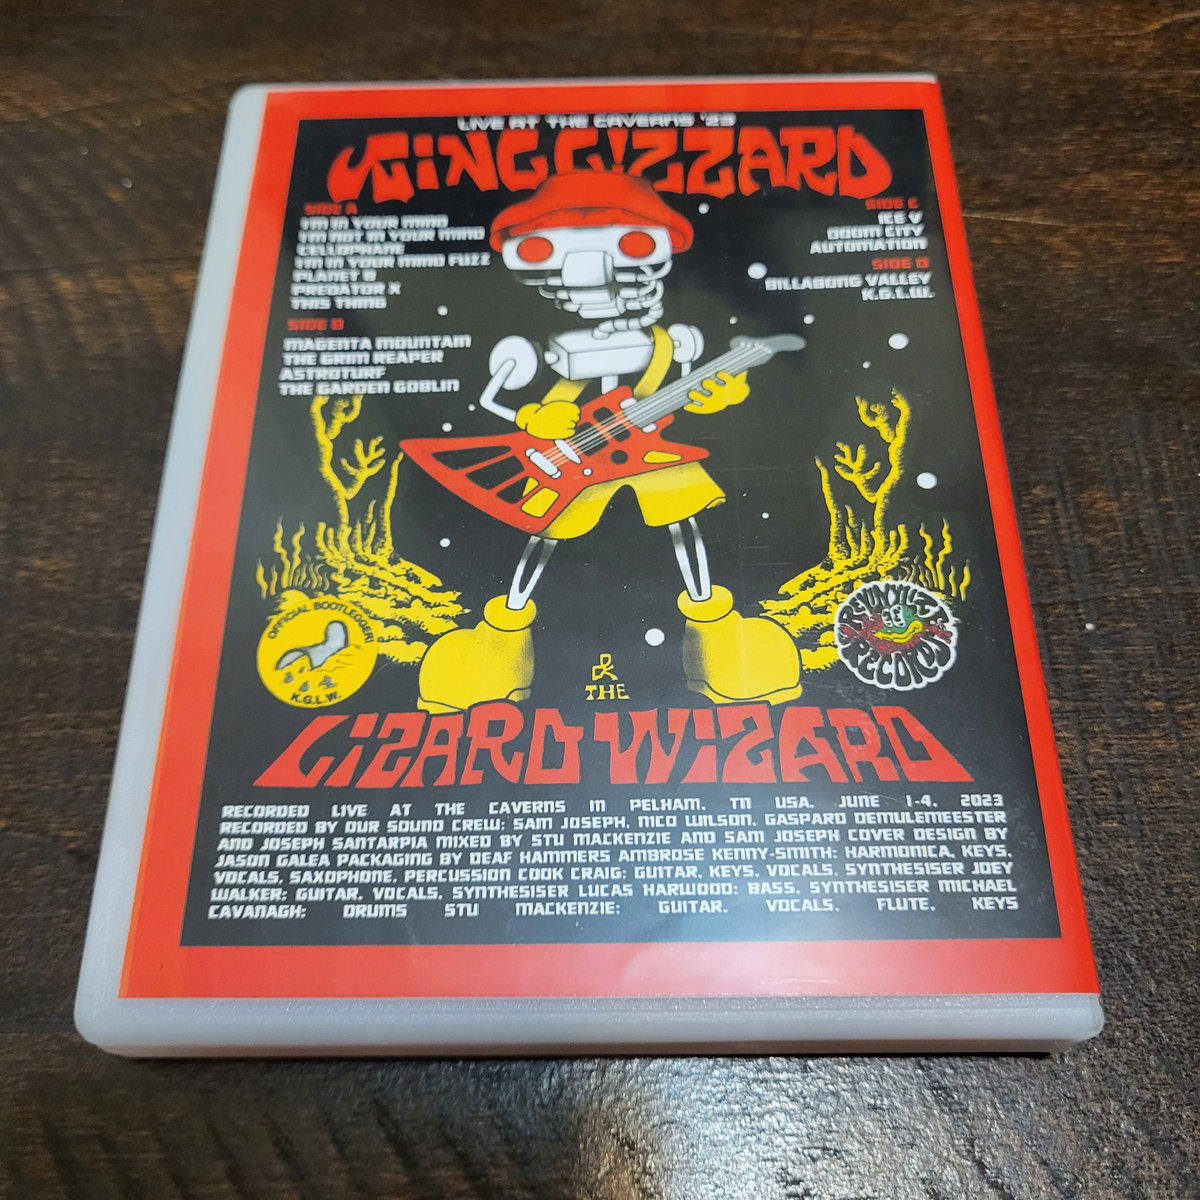 LIVE AT THE CAVERNS '23
KING GIZZARD
SIDE A
I'M IN YOUR MIND
I'M NOT IN YOUR MIND
CELLOPHANE
I'M IN YOUR MIND FUZZ
PLANET B
PREDATOR X
THIS THING
SIDE B
MAGENTA MOUNTAIN
THE GRIM REAPER
ASTROTURF
THE GARDEN GOBLIN
SIDE C
ICE V
DOOM CITY
AUTOMATION
SIDE D
BILLABONG VALLEY
K.G.L.W.
OFFICIAL BOOTLEGGER!
K.G.L.W.
REVINYLIZE
RECORDS
&
THE
LiZARD WiZARD
RECORDED LIVE AT THE CAVERNS IN PELHAM, TN USA. JUNE 1-4, 2023
RECORDED BY OUR SOUND CREW: SAM JOSEPH, NICO WILSON, GASPARD DEMULEMEESTER
AND JOSEPH SANTARPIA MIXED BY STU MACKENZIE AND SAM JOSEPH COVER DESIGN BY
JASON GALEA PACKAGING BY DEAF HAMMERS AMBROSE KENNY-SMITH: HARMONICA, KEYS,
VOCALS, SAXOPHONE, PERCUSSION COOK CRAIG: GUITAR, KEYS, VOCALS, SYNTHESISER JOEY
WALKER: GUITAR, VOCALS, SYNTHESISER LUCAS HARWOOD: BASS, SYNTHESISER MICHAEL
CAVANAGH: DRUMS STU MACKENZIE: GUITAR, VOCALS, FLUTE, KEYS